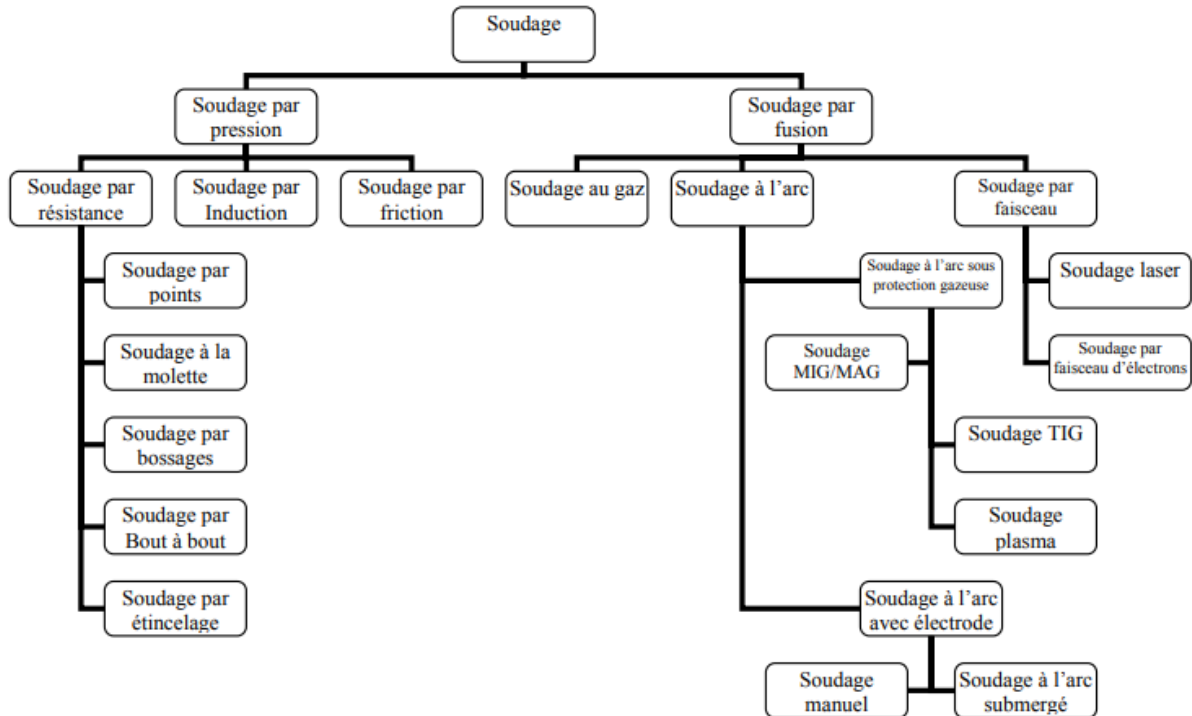 Soudage
Soudage par
pression
Soudage par
fusion
Soudage par
résistance
Soudage par
Induction
Soudage par
friction
Soudage au gaz
Soudage à l'arc
Soudage par
faisceau
Soudage par
points
Soudage à la
molette
Soudage par
bossages
Soudage par
Bout à bout
Soudage par
étincelage
Soudage à l'arc sous
protection gazeuse
Soudage
MIG/MAG
Soudage TIG
Soudage
plasma
Soudage à l'arc
avec électrode
Soudage
manuel
Soudage à l'arc
submergé
Soudage laser
Soudage par
faisceau d'électrons